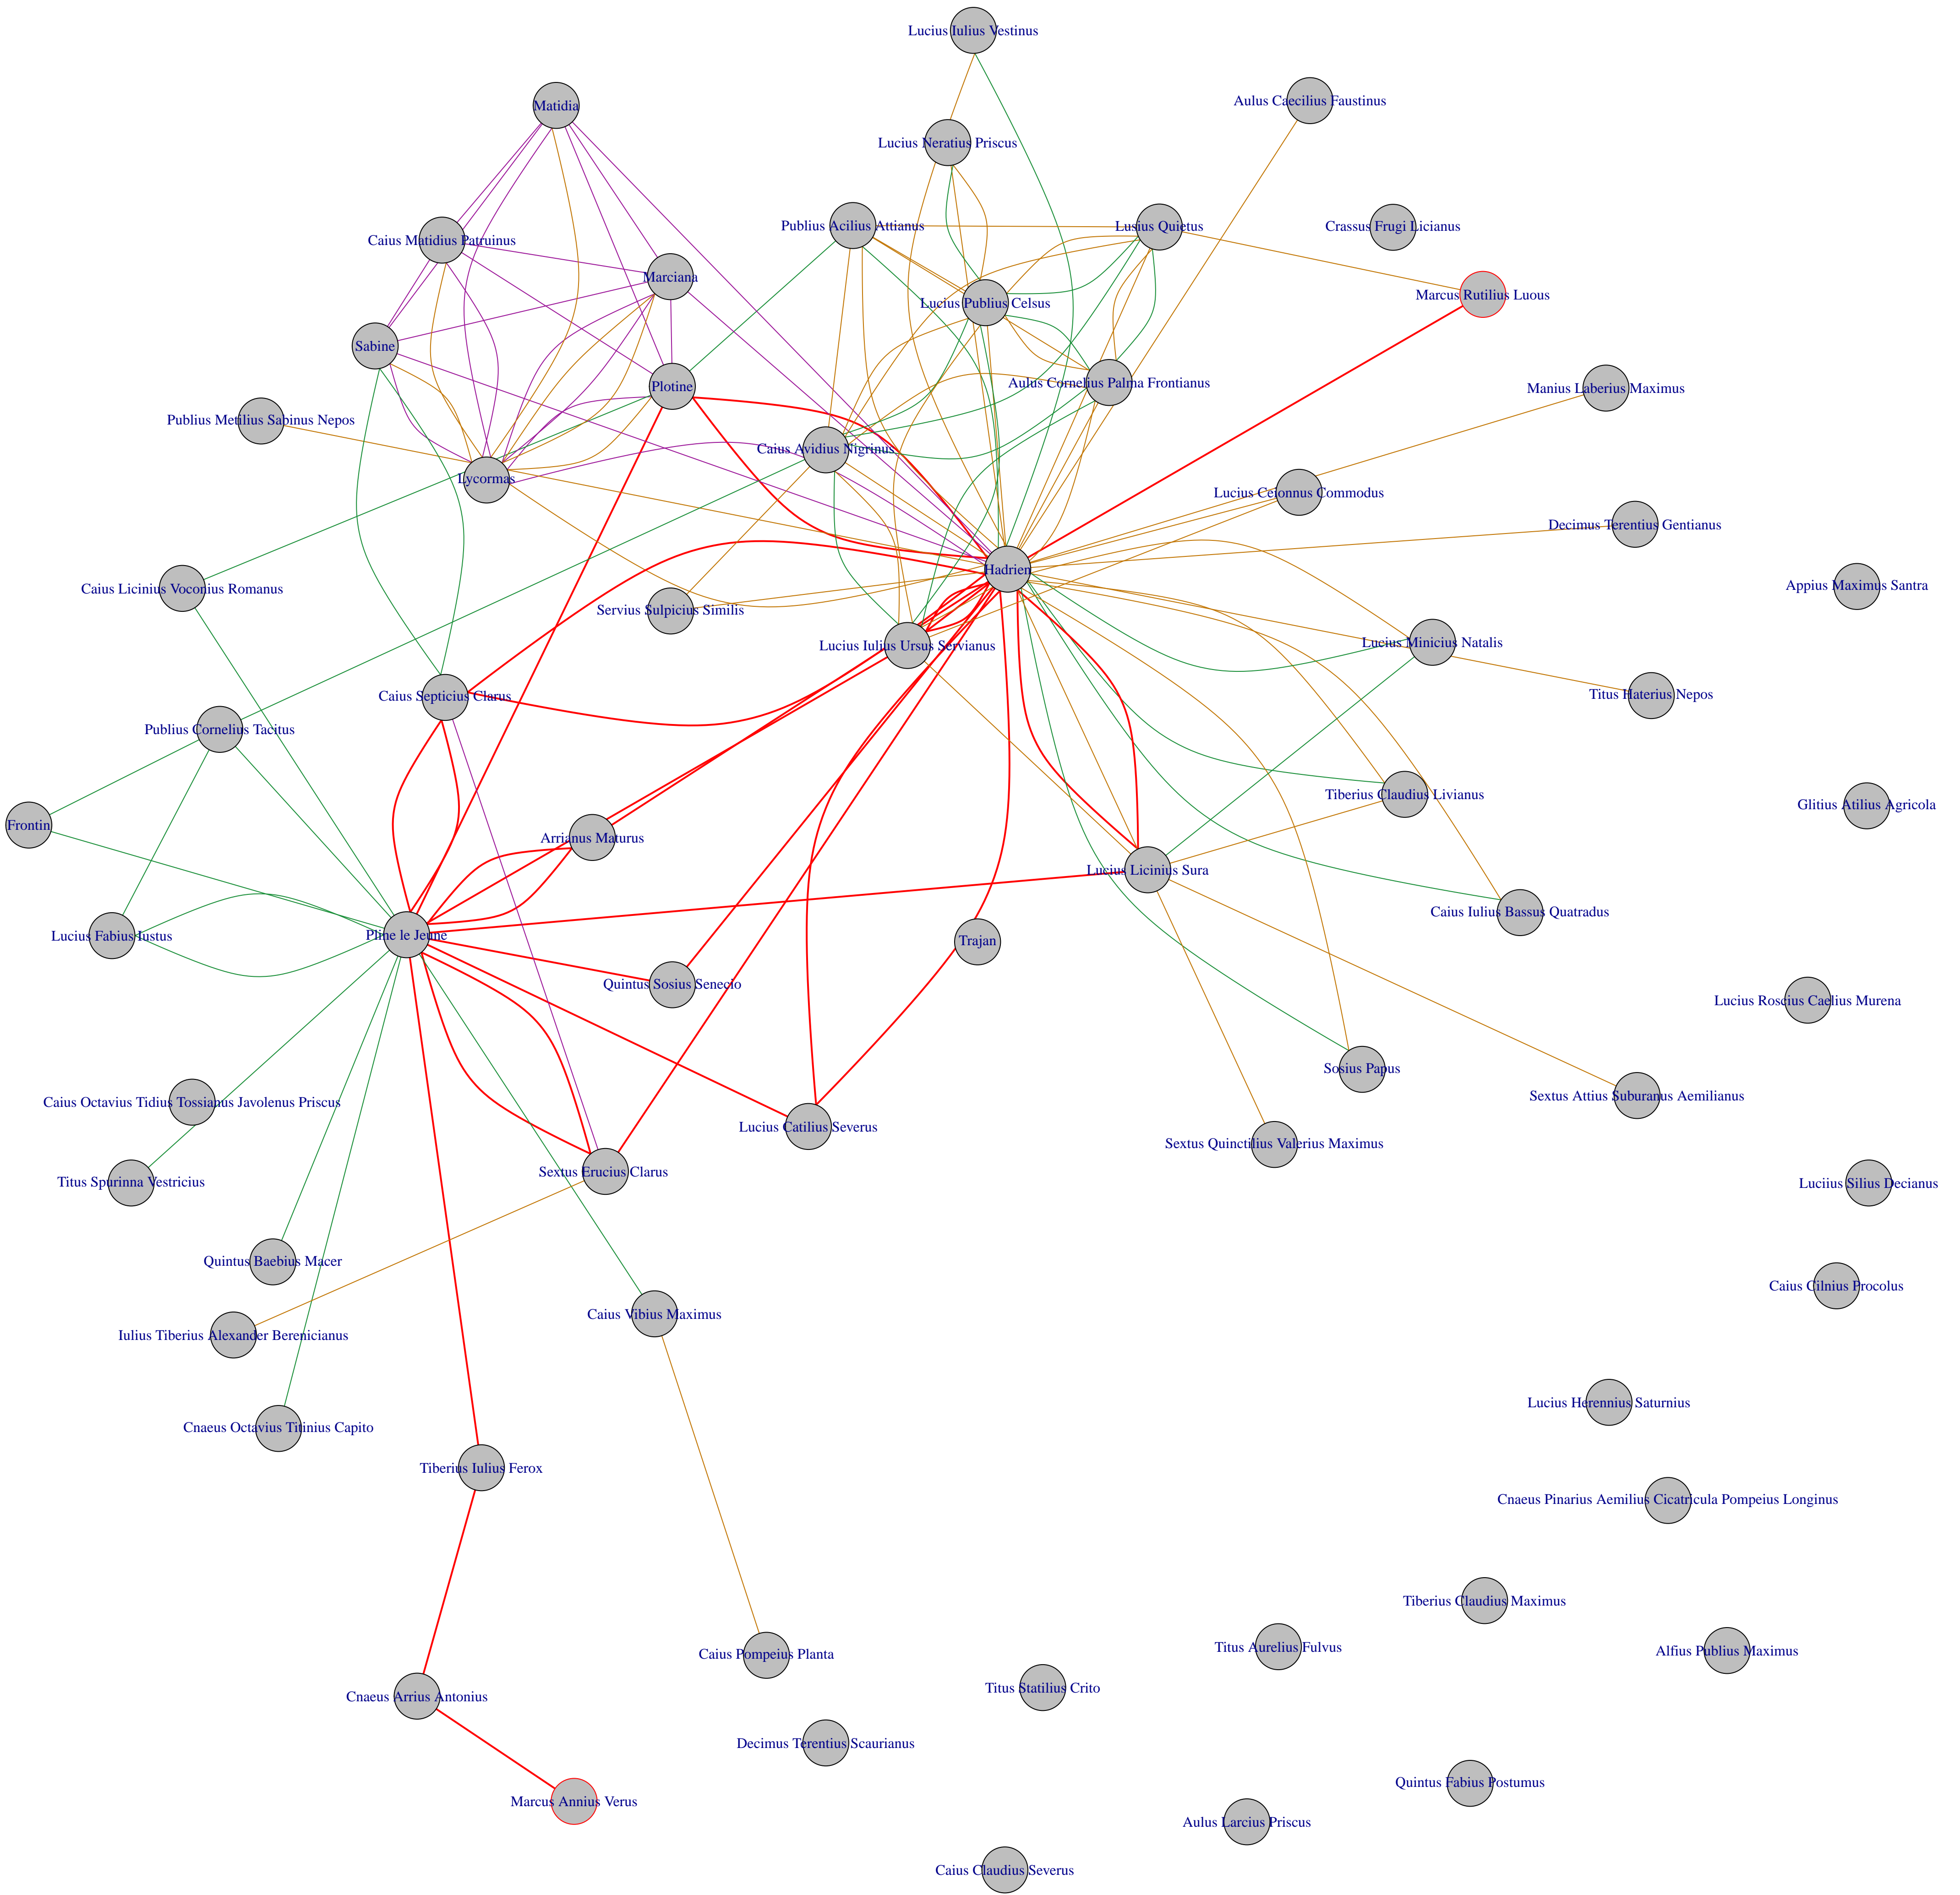 Lucius Iulius Vestinus
Matidia
Aulus Caecilius Faustinus
Lucius Neratius Priscus
Publius Acilius Attianus
Lusius Quietus
Crassus Frugi Licianus
Caius Matidius Patruinus
Marciana
Marcus Rutilius Luous
Lucius Publius Celsus
Sabine
Plotine
Aulus Cornelius Palma Frontianus
Manius Laberius Maximus
Publius Metilius Sabinus Nepos
Caius Avidius Nigrinus
Lycormas
Lucius Ceionnus Commodus
Decimus Terentius Gentianus
Hadrien
Caius Licinius Voconius Romanus
Appius Maximus Santra
Servius Sulpicius Similis
Lucius Iulius Ursus Servianus
Lucius Minicius Natalis
Caius Septicius Clarus
Titus Haterius Nepos
Publius Cornelius Tacitus
Tiberius Claudius Livianus
Glitius Atilius Agricola
Frontin
Arrianus Maturus
Lucius Licinius Sura
Caius Iulius Bassus Quatradus
Lucius Fabius Iustus
Pline le Jeune
Trajan
Quintus Sosius Senecio
Lucius Roscius Caelius Murena
Sosius Papus
Sextus Attius Suburanus Aemilianus
Caius Octavius Tidius Tossianus Javolenus Priscus
Lucius Catilius Severus
Sextus Quinctilius Valerius Maximus
Sextus Erucius Clarus
Titus Spurinna Vestricius
Luciius Silius Decianus
Quintus Baebius Macer
Caius Cilnius Procolus
Caius Vibius Maximus
Iulius Tiberius Alexander Berenicianus
Lucius Herennius Saturnius
Cnaeus Octavius Titinius Capito
Tiberius Iulius Ferox
Cnaeus Pinarius Aemilius Cicatricula Pompeius Longinus
Tiberius Claudius Maximus
Titus Aurelius Fulvus
Alfius Publius Maximus
Caius Pompeius Planta
Titus Statilius Crito
Cnaeus Arrius Antonius
Decimus Terentius Scaurianus
Quintus Fabius Postumus
Marcus Annius Verus
Aulus Larcius Priscus
Caius Claudius Severus